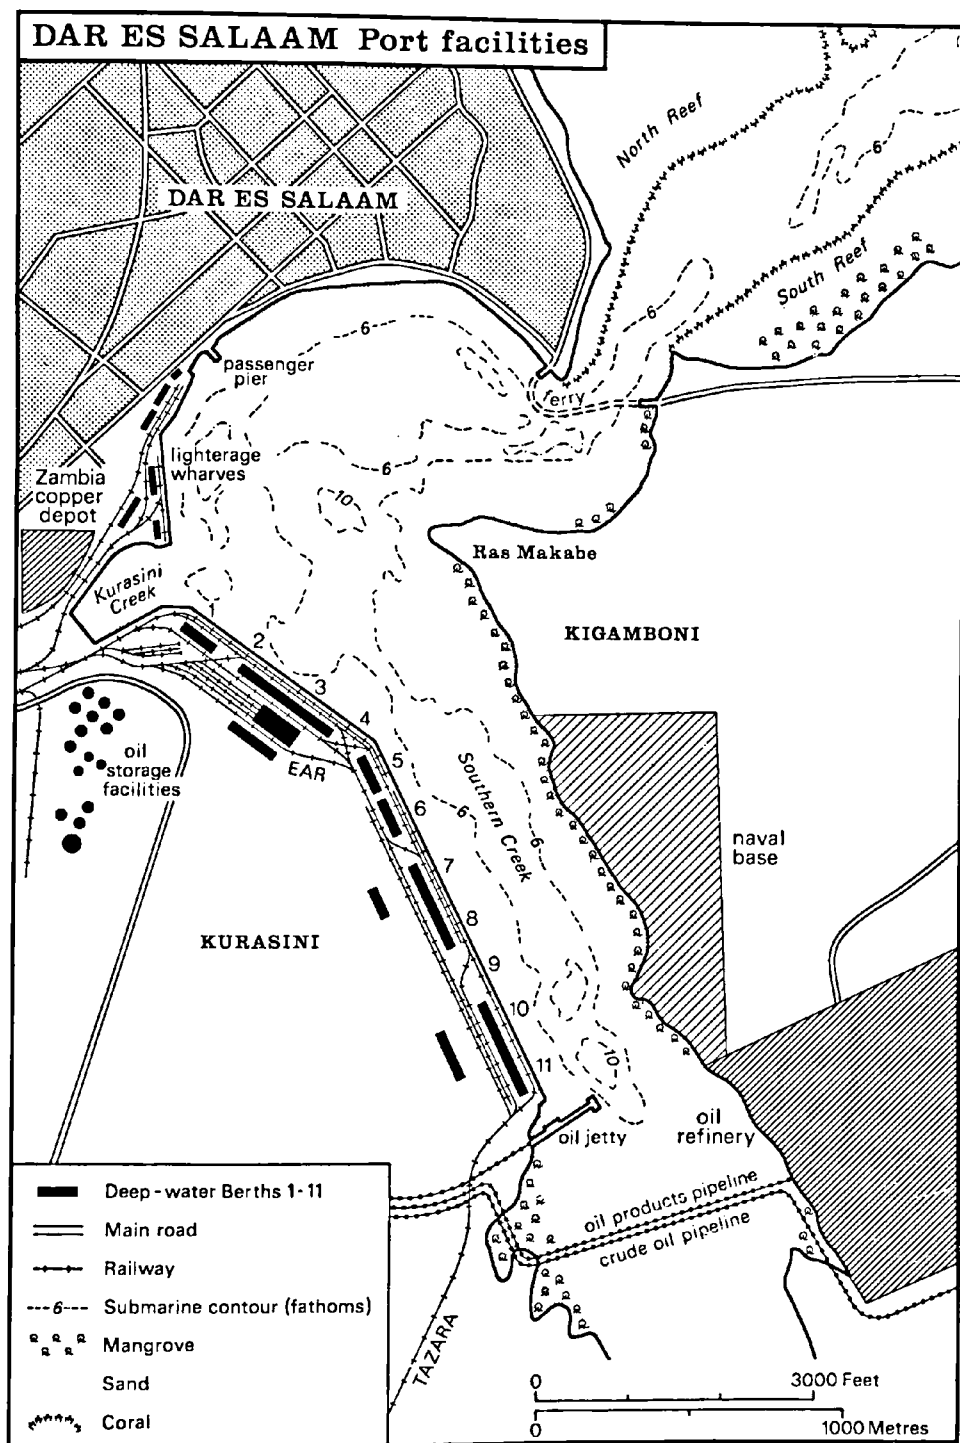 DAR ES SALAAM Port facilities
North Reef
6
DAR ES SALAAM
South Reef
6
6
passenger
pier
ferry
lighterage
wharves
6
Zambia
copper
depot
10
Ras Makabe
Kurasini
Creek
KIGAMBONI
1
2
3
4
5
EAR
oil
storage
facilities
Southern Creek
6
6
6
naval
base
7
8
KURASINI
9
10
11
10
oil jetty
oil
refinery
oil products pipeline
crude oil pipeline
TAZARA
Deep-water Berths 1-11
Main road
Railway
6
Submarine contour (fathoms)
Mangrove
Sand
Coral
0
3000 Feet
0
1000 Metres